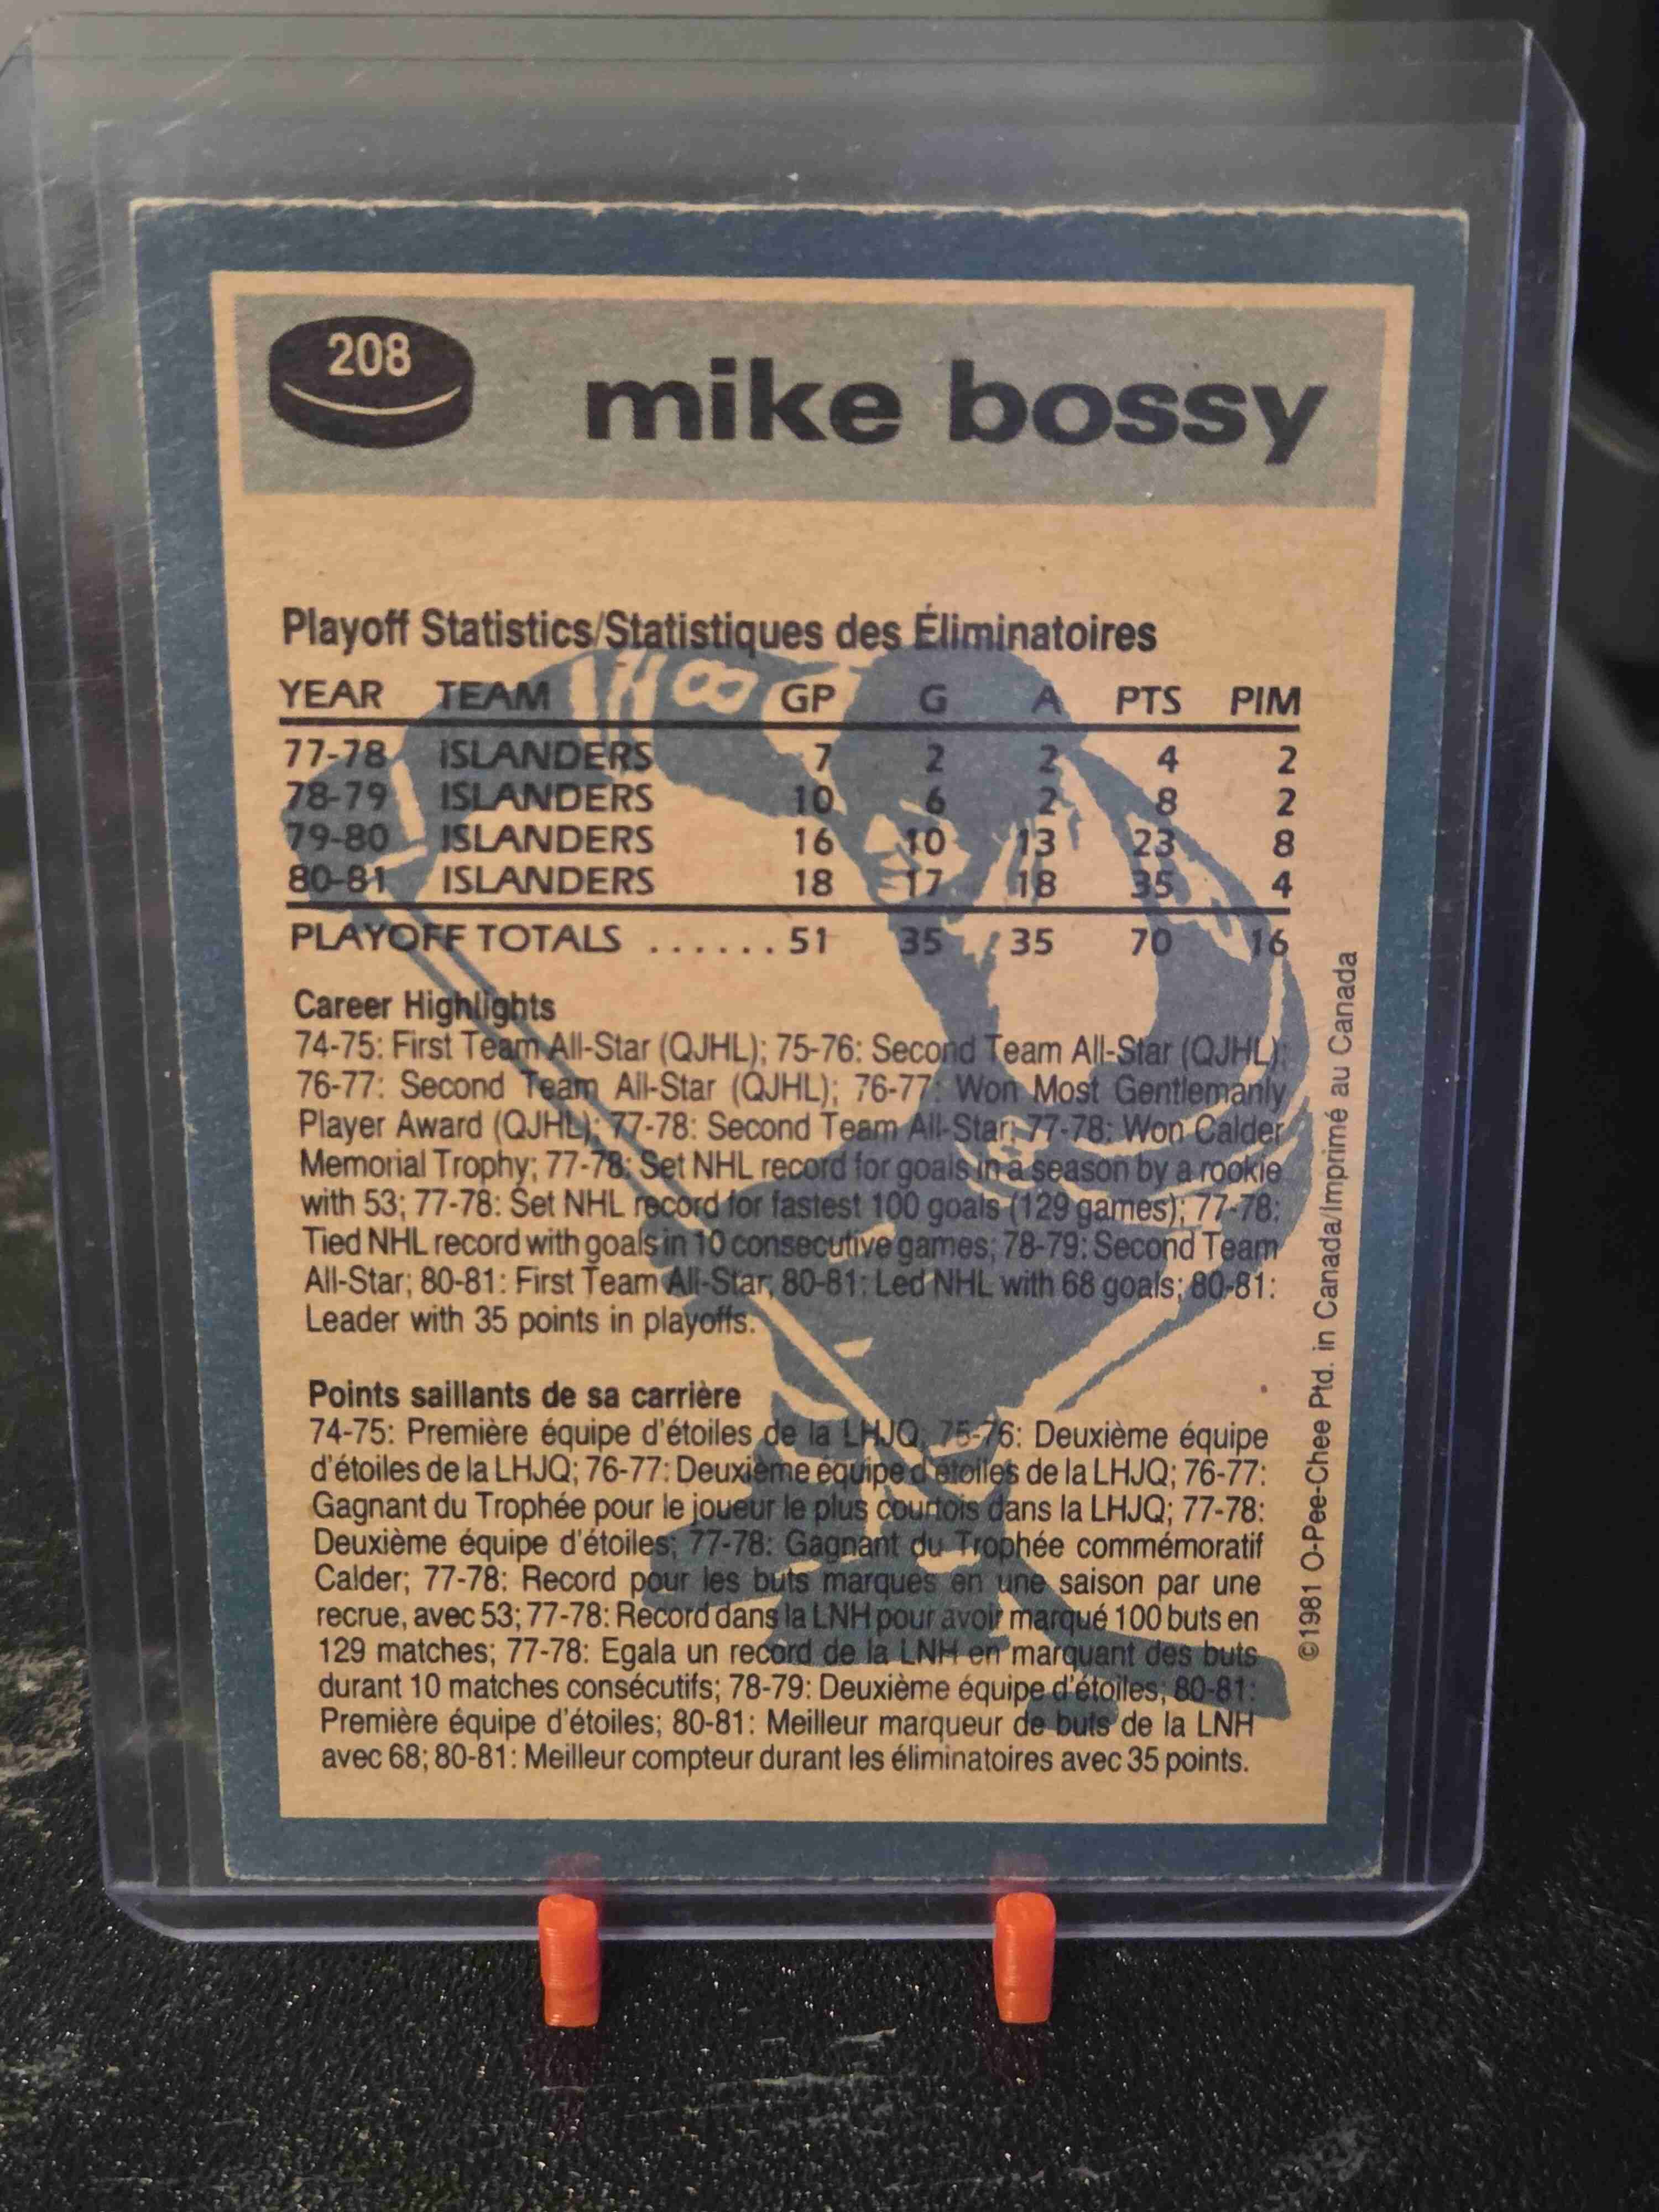 208
mike bossy
Playoff Statistics/Statistiques des Éliminatoires
YEAR TEAM GP G A PTS PIM
77-78 ISLANDERS 7 2 2 4 2
78-79 ISLANDERS 10 6 2 8 2
79-80 ISLANDERS 16 10 13 23 8
80-81 ISLANDERS 18 17 18 35 4
PLAYOFF TOTALS ...... 51 35 35 70 16
Career Highlights
74-75: First Team All-Star (QJHL); 75-76: Second Team All-Star (QJHL);
76-77: Second Team All-Star (QJHL); 76-77: Won Most Gentlemanly
Player Award (QJHL); 77-78: Second Team All-Star; 77-78: Won Calder
Memorial Trophy; 77-78: Set NHL record for goals in a season by a rookie
with 53; 77-78: Set NHL record for fastest 100 goals (129 games); 77-78:
Tied NHL record with goals in 10 consecutive games; 78-79: Second Team
All-Star; 80-81: First Team All-Star; 80-81: Led NHL with 68 goals; 80-81:
Leader with 35 points in playoffs.
Points saillants de sa carrière
74-75: Première équipe d'étoiles de la LHJQ; 75-76: Deuxième équipe
d'étoiles de la LHJQ; 76-77: Deuxième équipe d'étoiles de la LHJQ; 76-77:
Gagnant du Trophée pour le joueur le plus courtois dans la LHJQ; 77-78:
Deuxième équipe d'étoiles; 77-78: Gagnant du Trophée commémoratif
Calder; 77-78: Record pour les buts marqués en une saison par une
recrue, avec 53; 77-78: Record dans la LNH pour avoir marqué 100 buts en
129 matches; 77-78: Egala un record de la LNH en marquant des buts
durant 10 matches consécutifs; 78-79: Deuxième équipe d'étoiles; 80-81:
Première équipe d'étoiles; 80-81: Meilleur marqueur de buts de la LNH
avec 68; 80-81: Meilleur compteur durant les éliminatoires avec 35 points.
©1981 O-Pee-Chee Ptd. in Canada/Imprimé au Canada